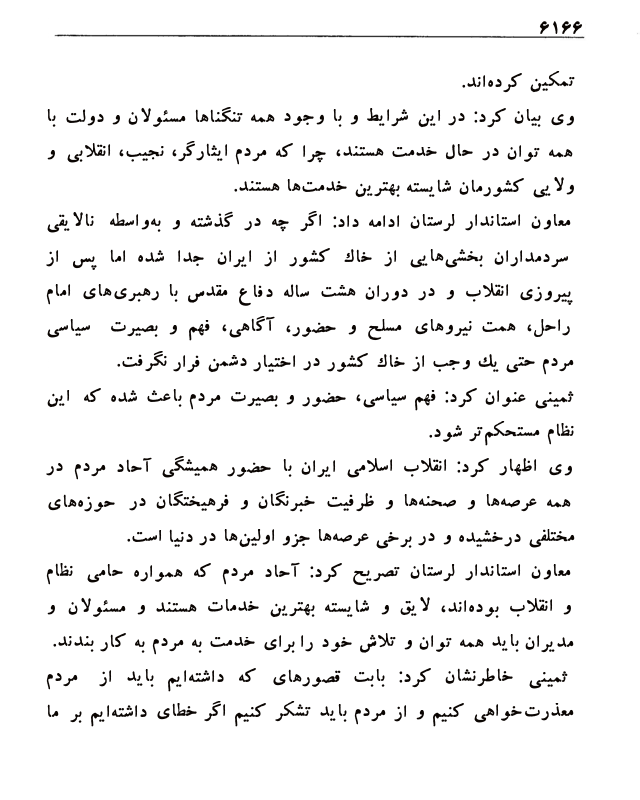 ۶۱۶۶
تمکین کرده‌اند.
وی بیان کرد: در این شرایط و با وجود همه تنگناها مسئولان و دولت با
همه توان در حال خدمت هستند، چرا که مردم ایثارگر، نجیب، انقلابی و
ولایی کشورمان شایسته بهترین خدمت‌ها هستند.
معاون استاندار لرستان ادامه داد: اگر چه در گذشته و به‌واسطه نالایقی
سردمداران بخشی‌هایی از خاك کشور از ایران جدا شده اما پس از
پیروزی انقلاب و در دوران هشت ساله دفاع مقدس با رهبری‌های امام
راحل، همت نیروهای مسلح و حضور، آگاهی، فهم و بصیرت سیاسی
مردم حتی یك وجب از خاك کشور در اختیار دشمن فرار نگرفت.
ثمینی عنوان کرد: فهم سیاسی، حضور و بصیرت مردم باعث شده که این
نظام مستحکم‌تر شود.
وی اظهار کرد: انقلاب اسلامی ایران با حضور همیشگی آحاد مردم در
همه عرصه‌ها و صحنه‌ها و ظرفیت خبرنگان و فرهیختگان در حوزه‌های
مختلفی درخشیده و در برخی عرصه‌ها جزو اولین‌ها در دنیا است.
معاون استاندار لرستان تصریح کرد: آحاد مردم که همواره حامی نظام
و انقلاب بوده‌اند، لایق و شایسته بهترین خدمات هستند و مسئولان و
مدیران باید همه توان و تلاش خود را برای خدمت به مردم به کار بندند.
ثمینی خاطرنشان کرد: بابت قصورهای که داشته‌ایم باید از مردم
معذرت‌خواهی کنیم و از مردم باید تشکر کنیم اگر خطای داشته‌ایم بر ما